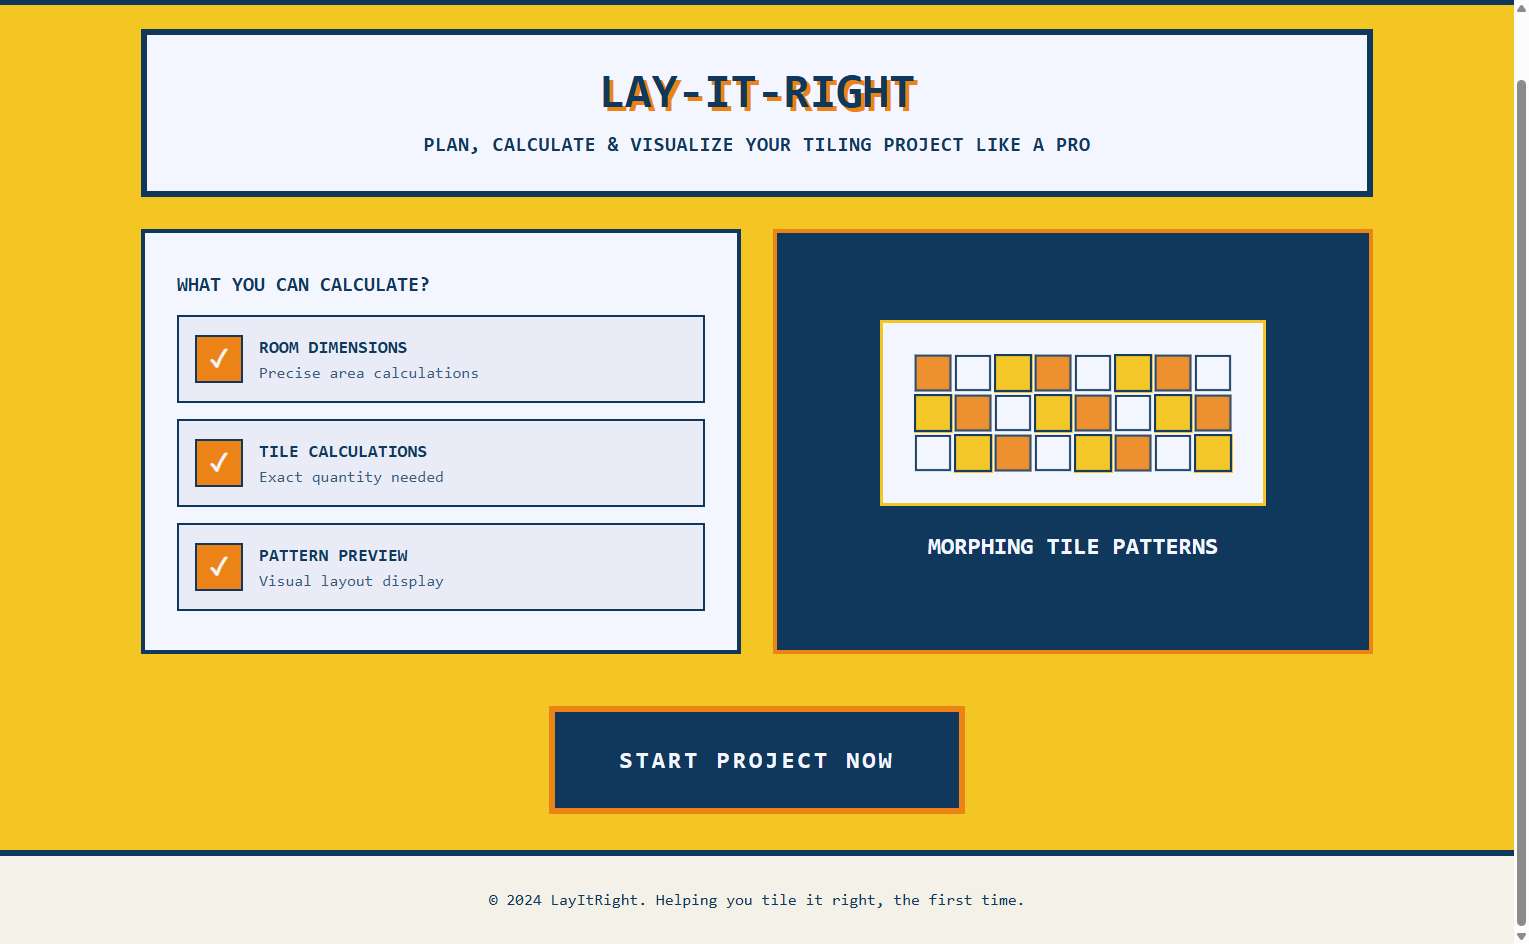 LAY-IT-RIGHT
PLAN, CALCULATE & VISUALIZE YOUR TILING PROJECT LIKE A PRO
WHAT YOU CAN CALCULATE?
ROOM DIMENSIONS
Precise area calculations
TILE CALCULATIONS
Exact quantity needed
PATTERN PREVIEW
Visual layout display
MORPHING TILE PATTERNS
START PROJECT NOW
© 2024 LayItRight. Helping you tile it right, the first time.